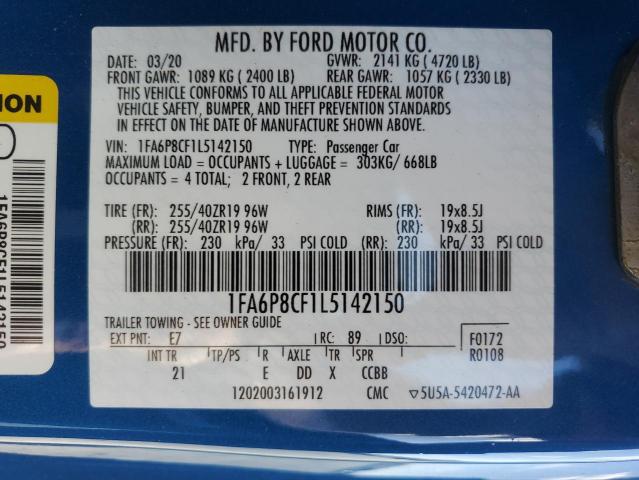 MFD. BY FORD MOTOR CO.
DATE: 03/20 GVWR: 2141 KG ( 4720 LB)
FRONT GAWR: 1089 KG ( 2400 LB) REAR GAWR: 1057 KG ( 2330 LB)
THIS VEHICLE CONFORMS TO ALL APPLICABLE FEDERAL MOTOR
VEHICLE SAFETY, BUMPER, AND THEFT PREVENTION STANDARDS
IN EFFECT ON THE DATE OF MANUFACTURE SHOWN ABOVE.
VIN: 1FA6P8CF1L5142150 TYPE: Passenger Car
MAXIMUM LOAD = OCCUPANTS + LUGGAGE = 303KG/ 668LB
OCCUPANTS = 4 TOTAL; 2 FRONT, 2 REAR
TIRE (FR): 255/40ZR19 96W RIMS (FR): 19x8.5J
(RR): 255/40ZR19 96W (RR): 19x8.5J
PRESSURE (FR): 230 kPa/ 33 PSI COLD (RR): 230 kPa/ 33 PSI COLD
1FA6P8CF1L5142150
TRAILER TOWING - SEE OWNER GUIDE
EXT PNT: E7 RC: 89 DSO: F0172
INT TR TP/PS R AXLE TR SPR R0108
21 E DD X CCBB
1202003161912 CMC ▽5U5A-5420472-AA
ION
1FA6P8CF1L5142150